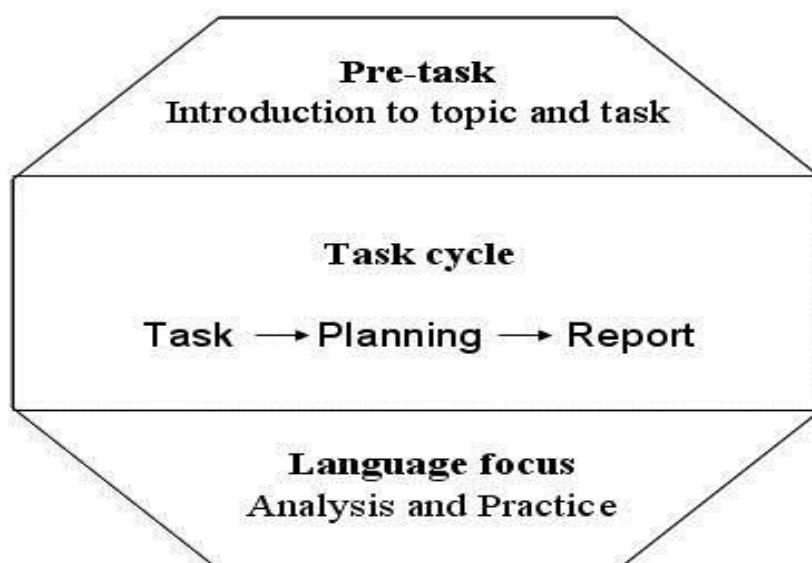 Pre-task
Introduction to topic and task
Task cycle
Task → Planning → Report
Language focus
Analysis and Practice